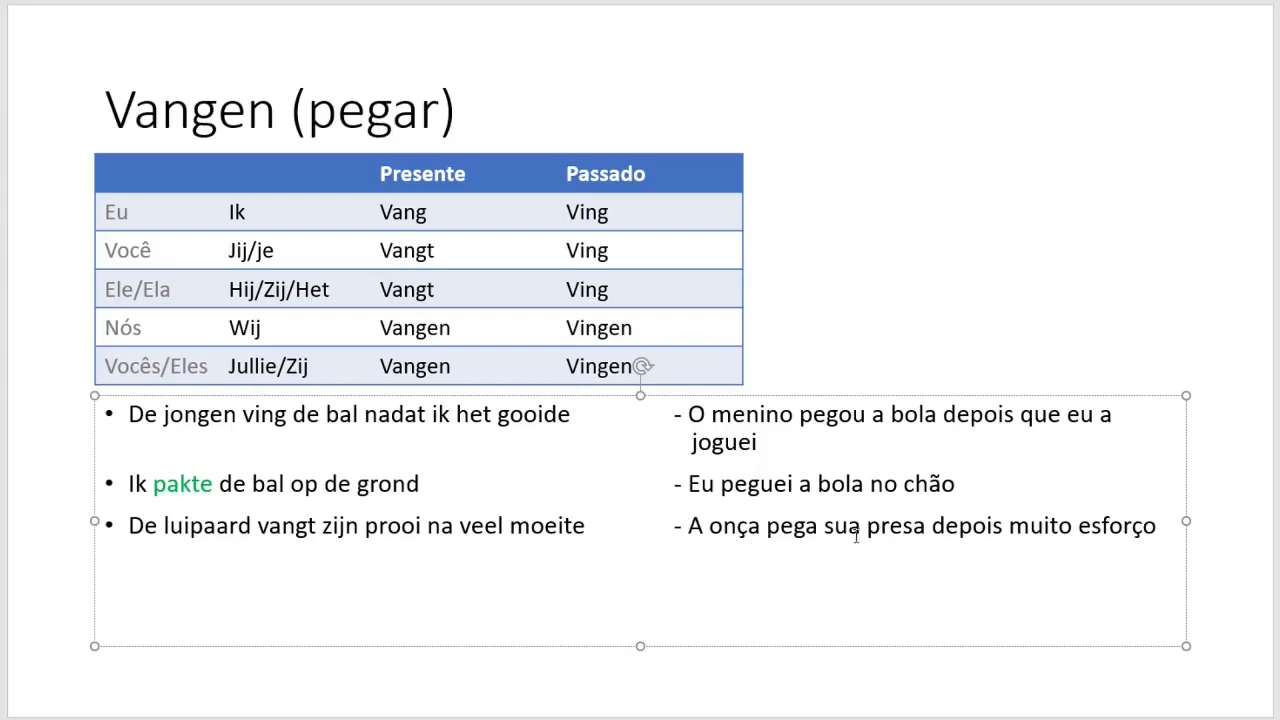 Vangen (pegar)
Presente Passado
Eu Ik Vang Ving
Você Jij/je Vangt Ving
Ele/Ela Hij/Zij/Het Vangt Ving
Nós Wij Vangen Vingen
Vocês/Eles Jullie/Zij Vangen Vingen
• De jongen ving de bal nadat ik het gooide - O menino pegou a bola depois que eu a
joguei
• Ik pakte de bal op de grond - Eu peguei a bola no chão
• De luipaard vangt zijn prooi na veel moeite - A onça pega sua presa depois muito esforço